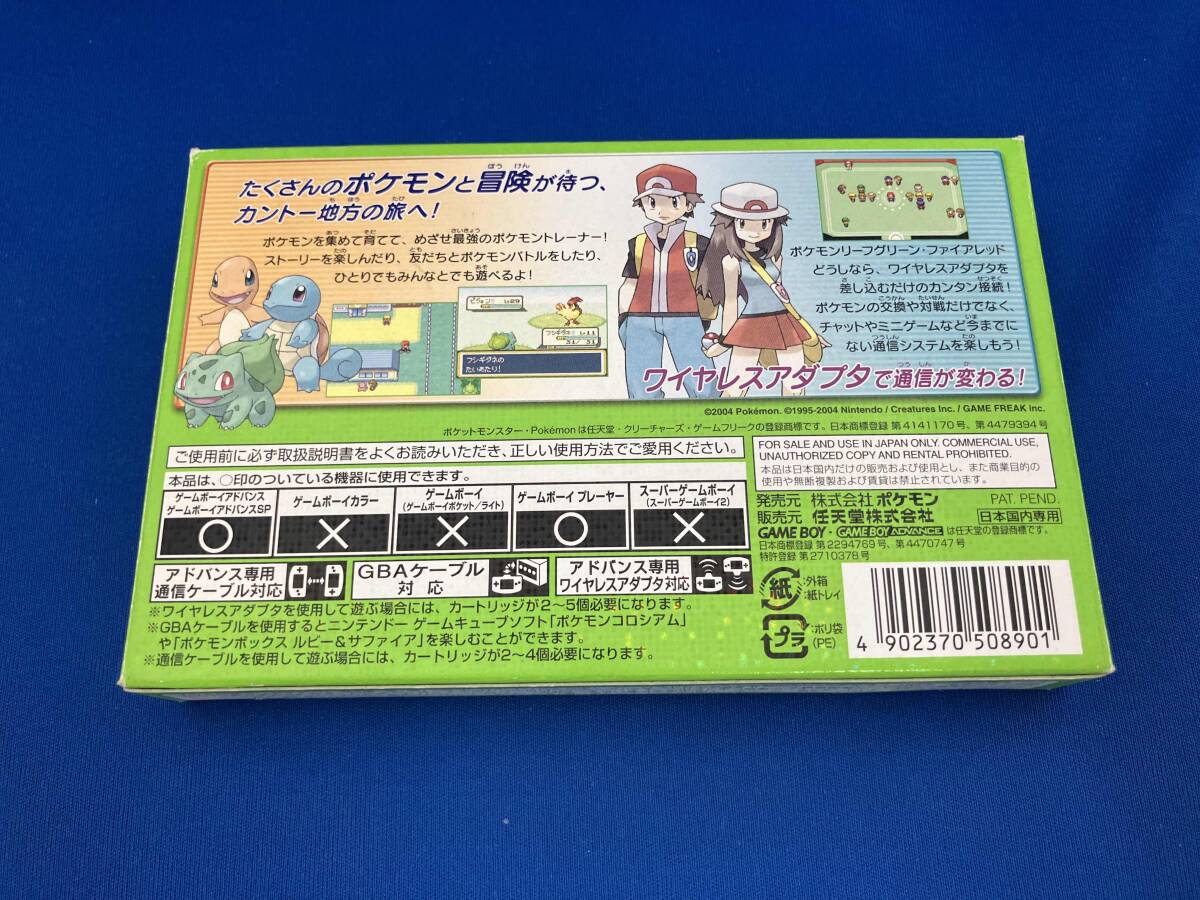 たくさんのポケモンと冒険が待つ、
カントー地方の旅へ!
ポケモンを集めて育てて、めざせ最強のポケモントレーナー!
ストーリーを楽しんだり、友だちとポケモンバトルをしたり、
ひとりでもみんなとでも遊べるよ!
ピジョン♂ Lv29
フシギダネ♂ Lv11
31/31
フシギダネの
たいあたり!
ポケモンリーフグリーン・ファイアレッド
どうしなら、ワイヤレスアダプタを
差し込むだけのカンタン接続!
ポケモンの交換や対戦だけでなく、
チャットやミニゲームなど今までに
ない通信システムを楽しもう!
ワイヤレスアダプタで通信が変わる!
©2004 Pokémon. ©1995-2004 Nintendo / Creatures Inc. / GAME FREAK inc.
ポケットモンスター・Pokémonは任天堂・クリーチャーズ・ゲームフリークの登録商標です。日本商標登録 第4141170号、第4479394号
ご使用前に必ず取扱説明書をよくお読みいただき、正しい使用方法でご愛用ください。
本品は、○印のついている機器に使用できます。
ゲームボーイアドバンス
ゲームボーイアドバンスSP
○
ゲームボーイカラー
×
ゲームボーイ
(ゲームボーイポケット/ライト)
×
ゲームボーイ プレーヤー
○
スーパーゲームボーイ
(スーパーゲームボーイ2)
×
アドバンス専用
通信ケーブル対応
GBAケーブル
対応
アドバンス専用
ワイヤレスアダプタ対応
※ワイヤレスアダプタを使用して遊ぶ場合には、カートリッジが2〜5個必要になります。
※GBAケーブルを使用するとニンテンドー ゲームキューブソフト「ポケモンコロシアム」
や「ポケモンボックス ルビー&サファイア」を楽しむことができます。
※通信ケーブルを使用して遊ぶ場合には、カートリッジが2〜4個必要になります。
FOR SALE AND USE IN JAPAN ONLY. COMMERCIAL USE,
UNAUTHORIZED COPY AND RENTAL PROHIBITED.
本品は日本国内だけの販売および使用とし、また商業目的の
使用や無断複製および賃貸は禁止されています。
発売元 株式会社ポケモン PAT. PEND.
販売元 任天堂株式会社 日本国内専用
GAME BOY・GAME BOY ADVANCE は任天堂の登録商標です。
日本商標登録 第2294769号、第4470747号
特許登録 第2710378号
紙 :外箱
:紙トレイ
プラ :ポリ袋
(PE)
4 902370 508901